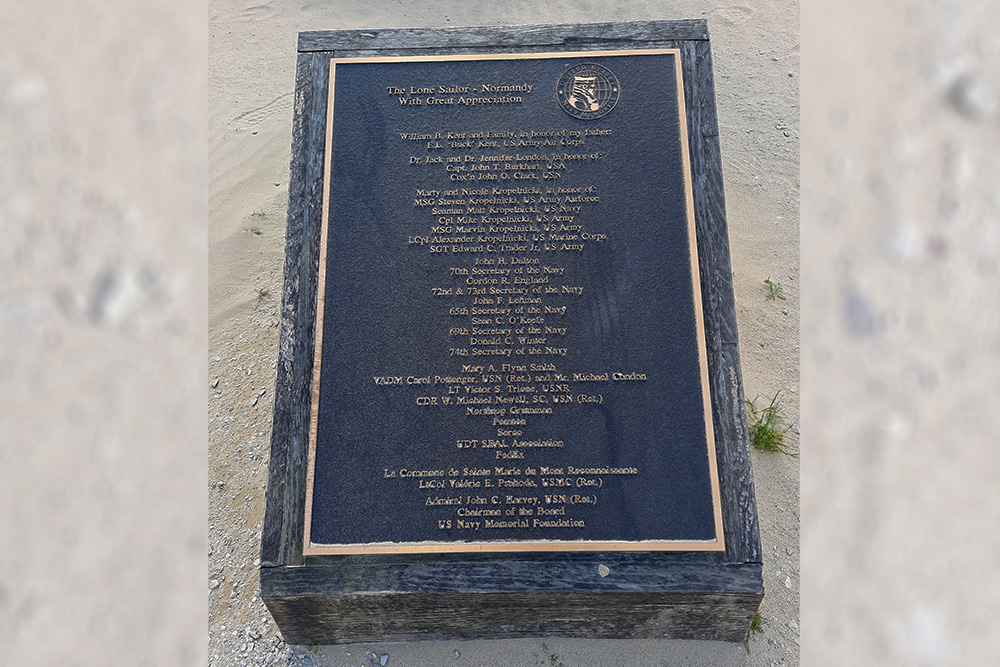 The Lone Sailor - Normandy
With Great Appreciation
William B. Kent and Family, in honor of my father:
E.L. "Buck" Kent, US Army Air Corps
Dr. Jack and Dr. Jennifer London, in honor of:
Capt. John T. Burkhart, USA
Cox'n John O. Clark, USN
Marty and Nicole Kropelnicki, in honor of:
MSG Steven Kropelnicki, US Army Airforce
Seaman Matt Kropelnicki, US Navy
Cpl Mike Kropelnicki, US Army
MSG Marvin Kropelnicki, US Army
LCpl Alexander Kropelnicki, US Marine Corps
SGT Edward C. Trader Jr, US Army
John H. Dalton
70th Secretary of the Navy
Gordon R. England
72nd & 73rd Secretary of the Navy
John F. Lehman
65th Secretary of the Navy
Sean C. O'Keefe
69th Secretary of the Navy
Donald C. Winter
74th Secretary of the Navy
Mary A. Flynn Smith
VADM Carol Pottenger, USN (Ret.) and Mr. Michael Condon
LT Victor S. Trione, USNR
CDR W. Michael Newell, SC, USN (Ret.)
Northrop Grumman
Serco
UDT SEAL Association
FedEx
La Commune de Sainte Marie du Mont Reconnaissante
LtCol Valérie E. Prehoda, USMC (Ret.)
Admiral John C. Harvey, USN (Ret.)
Chairman of the Board
US Navy Memorial Foundation